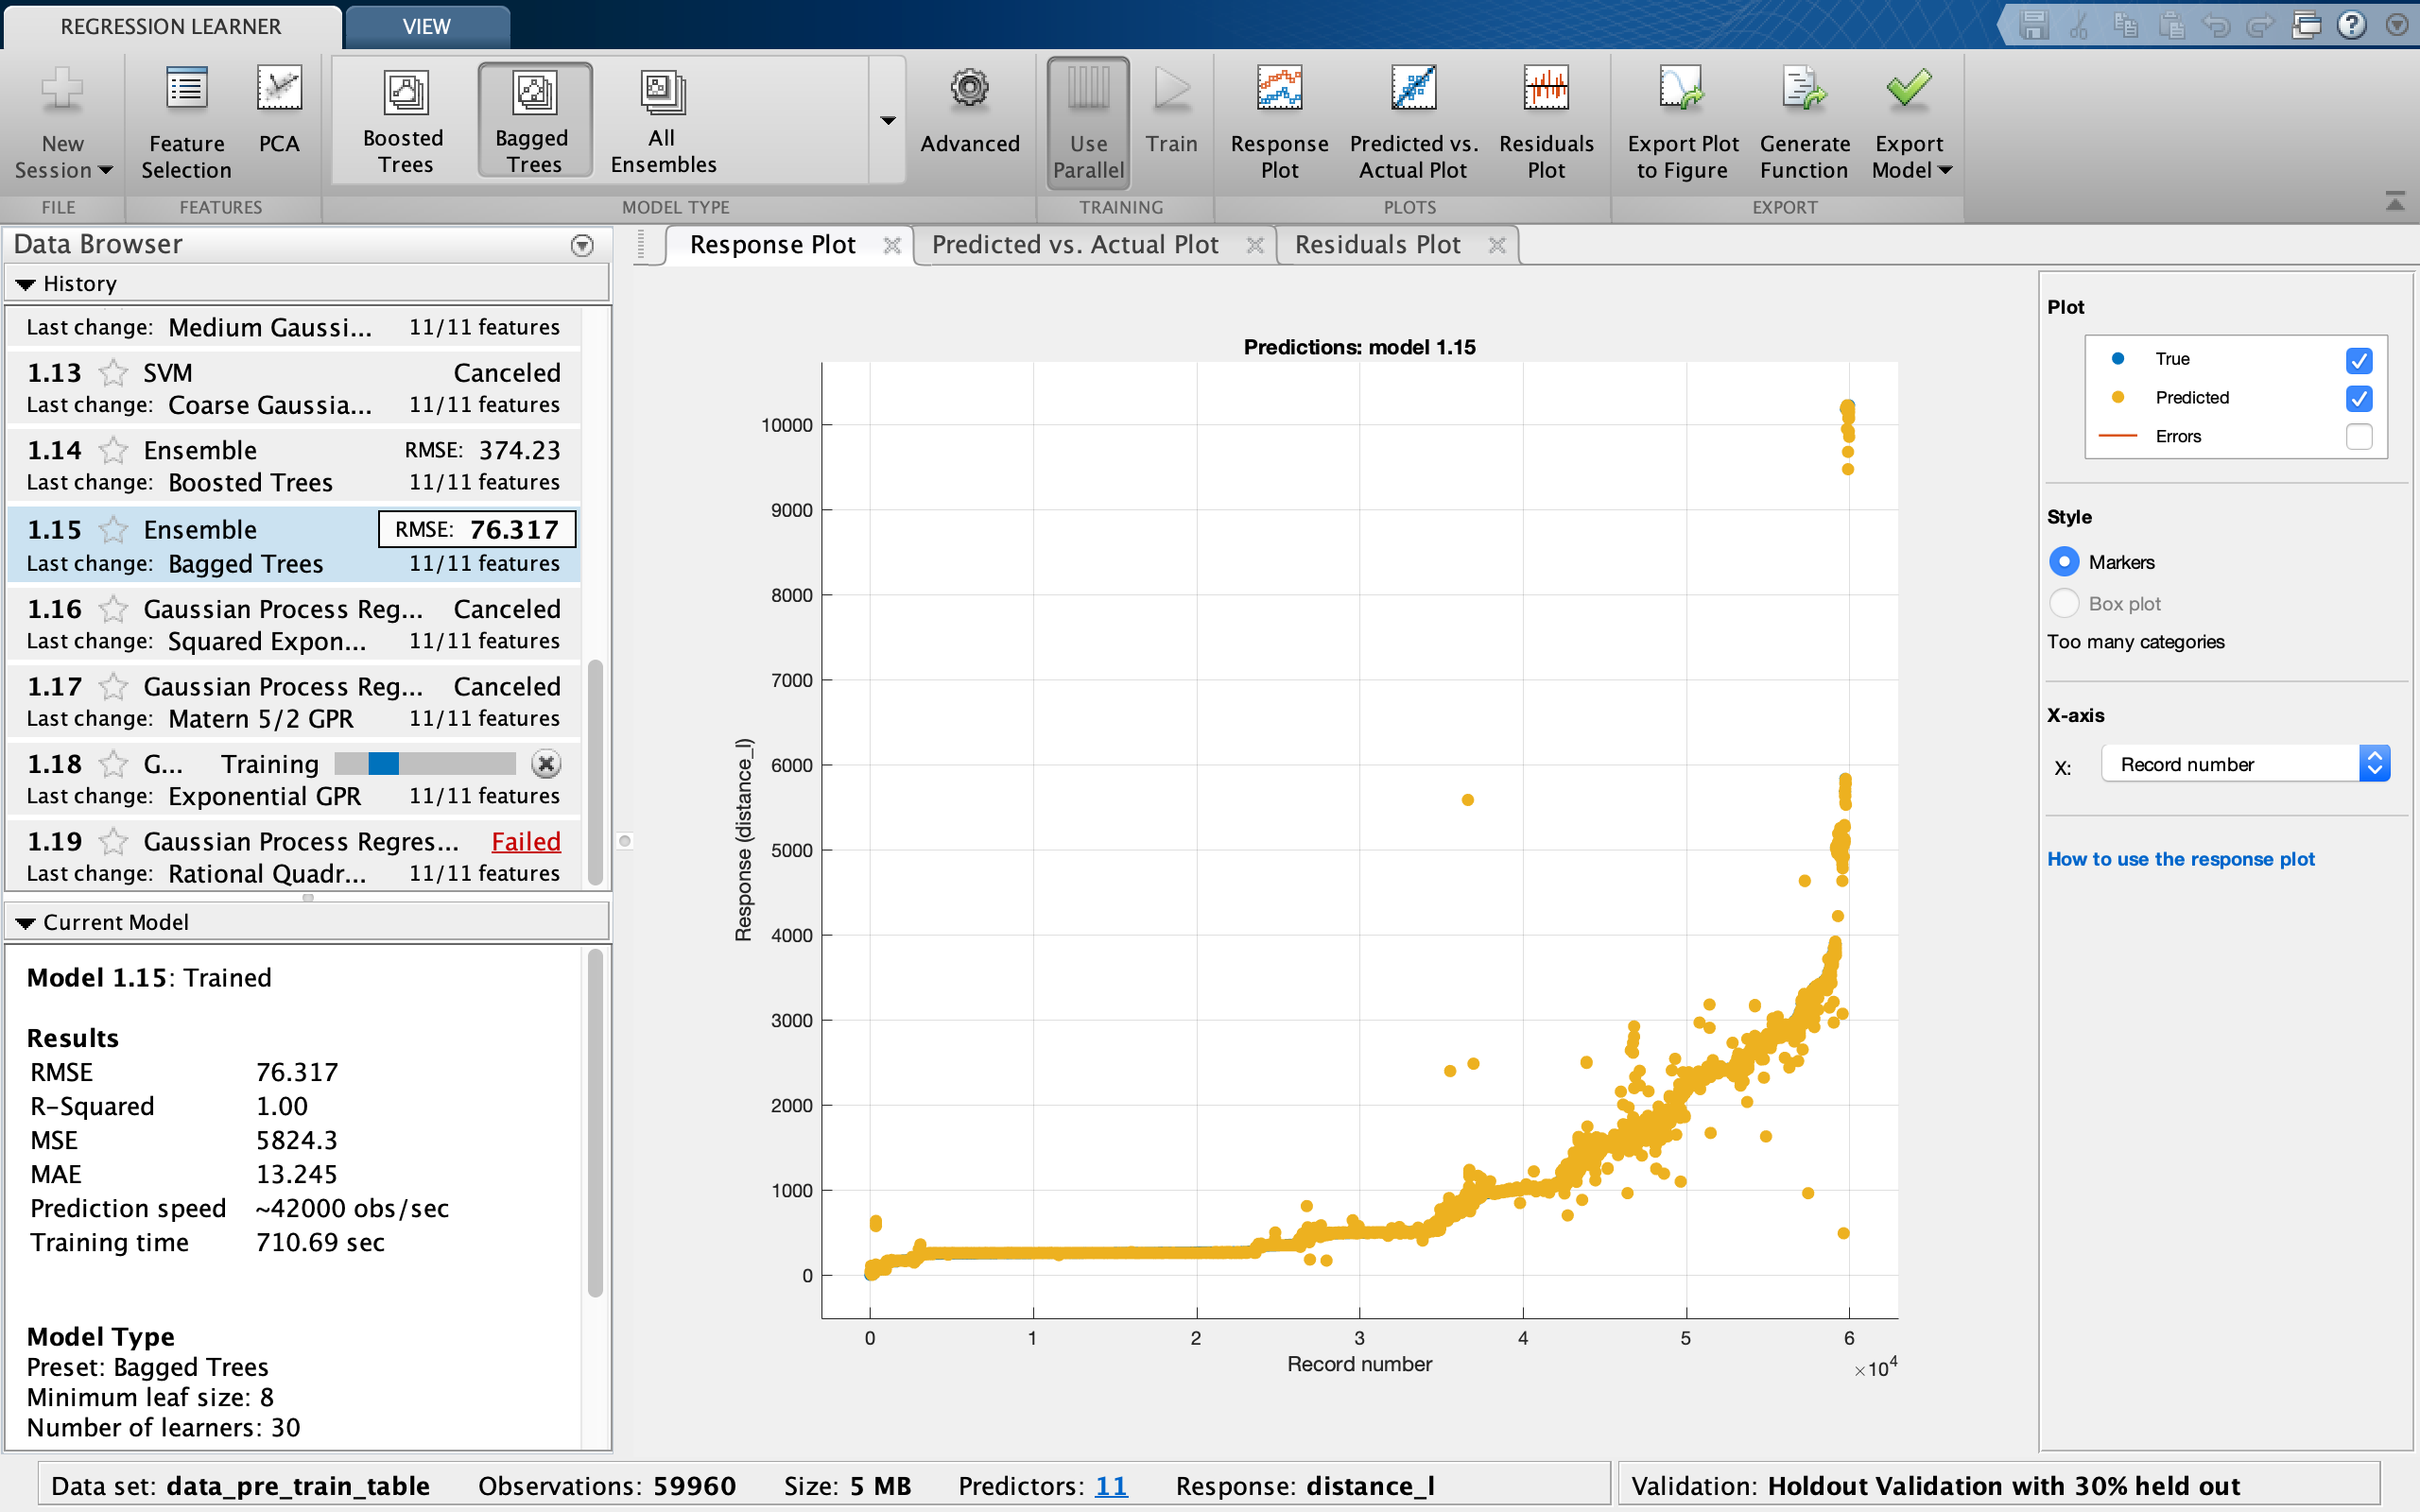 REGRESSION LEARNER VIEW
New Session
Feature Selection
PCA
Boosted Trees
Bagged Trees
All Ensembles
Advanced
Use Parallel
Train
Response Plot
Predicted vs. Actual Plot
Residuals Plot
Export Plot to Figure
Generate Function
Export Model
FILE FEATURES MODEL TYPE TRAINING PLOTS EXPORT
Data Browser
History
Last change: Medium Gaussi... 11/11 features
1.13 SVM Canceled
Last change: Coarse Gaussia... 11/11 features
1.14 Ensemble RMSE: 374.23
Last change: Boosted Trees 11/11 features
1.15 Ensemble RMSE: 76.317
Last change: Bagged Trees 11/11 features
1.16 Gaussian Process Reg... Canceled
Last change: Squared Expon... 11/11 features
1.17 Gaussian Process Reg... Canceled
Last change: Matern 5/2 GPR 11/11 features
1.18 G... Training
Last change: Exponential GPR 11/11 features
1.19 Gaussian Process Regres... Failed
Last change: Rational Quadr... 11/11 features
Current Model
Model 1.15: Trained
Results
RMSE 76.317
R-Squared 1.00
MSE 5824.3
MAE 13.245
Prediction speed ~42000 obs/sec
Training time 710.69 sec
Model Type
Preset: Bagged Trees
Minimum leaf size: 8
Number of learners: 30
Response Plot Predicted vs. Actual Plot Residuals Plot
Predictions: model 1.15
Response (distance_l)
10000
9000
8000
7000
6000
5000
4000
3000
2000
1000
0
0 1 2 3 4 5 6
Record number
×10⁴
Plot
True
Predicted
Errors
Style
Markers
Box plot
Too many categories
X-axis
X: Record number
How to use the response plot
Data set: data_pre_train_table Observations: 59960 Size: 5 MB Predictors: 11 Response: distance_l Validation: Holdout Validation with 30% held out